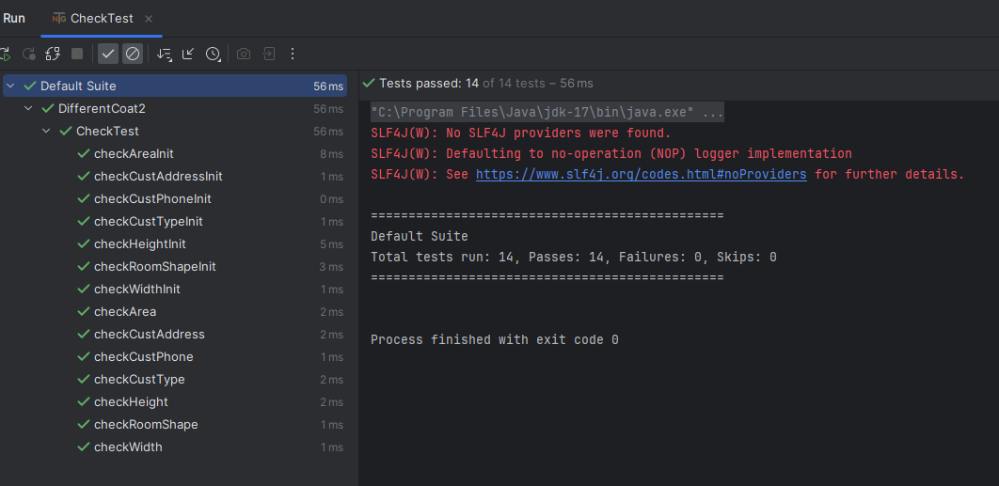 Run
CheckTest
Default Suite 56 ms
DifferentCoat2 56 ms
CheckTest 56 ms
checkAreaInit 8 ms
checkCustAddressInit 1 ms
checkCustPhoneInit 0 ms
checkCustTypeInit 1 ms
checkHeightInit 5 ms
checkRoomShapeInit 3 ms
checkWidthInit 1 ms
checkArea 2 ms
checkCustAddress 2 ms
checkCustPhone 1 ms
checkCustType 2 ms
checkHeight 2 ms
checkRoomShape 1 ms
checkWidth 1 ms
Tests passed: 14 of 14 tests – 56 ms
"C:\Program Files\Java\jdk-17\bin\java.exe" ...
SLF4J(W): No SLF4J providers were found.
SLF4J(W): Defaulting to no-operation (NOP) logger implementation
SLF4J(W): See https://www.slf4j.org/codes.html#noProviders for further details.
===============================================
Default Suite
Total tests run: 14, Passes: 14, Failures: 0, Skips: 0
===============================================
Process finished with exit code 0